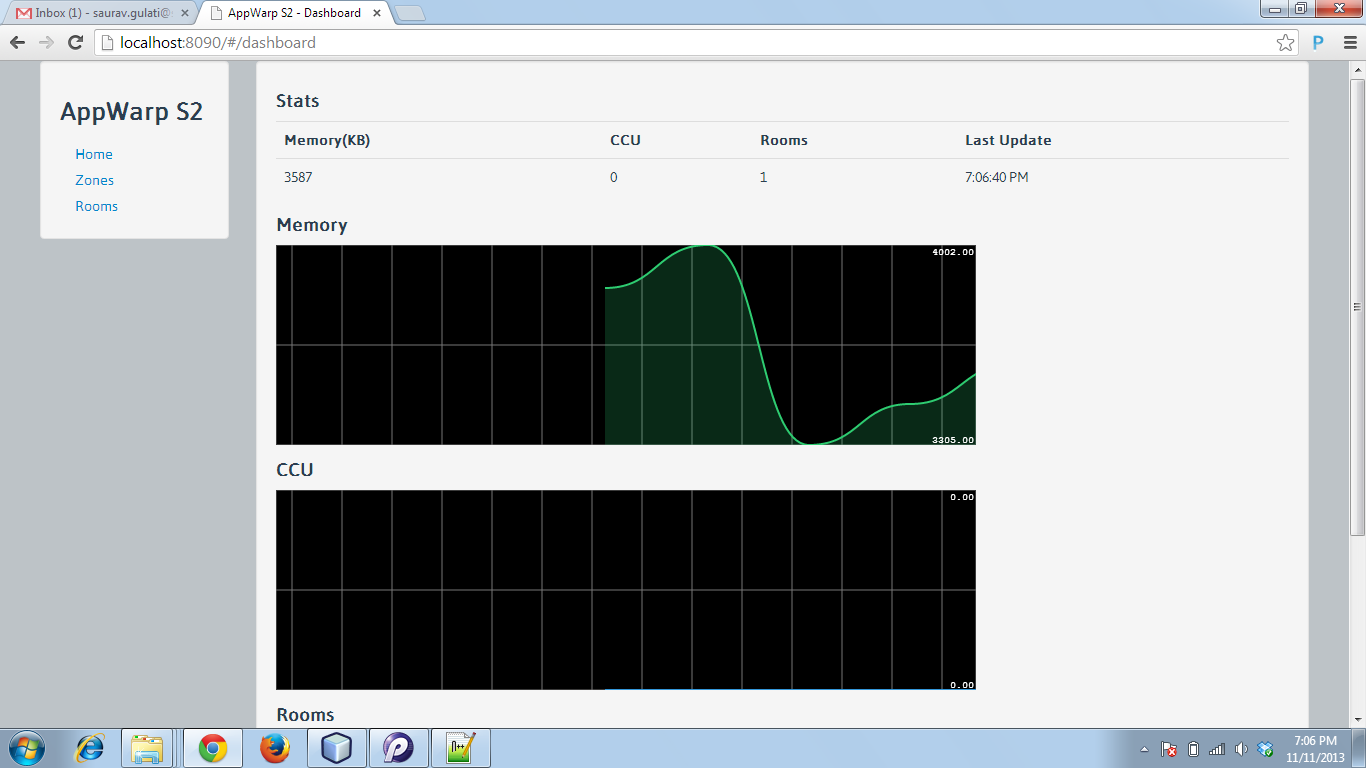 Inbox (1) - saurav.gulati@
AppWarp S2 - Dashboard
localhost:8090/#/dashboard
P
AppWarp S2
Home
Zones
Rooms
Stats
Memory(KB) CCU Rooms Last Update
3587 0 1 7:06:40 PM
Memory
4002.00
3305.00
CCU
0.00
0.00
Rooms
7:06 PM
11/11/2013